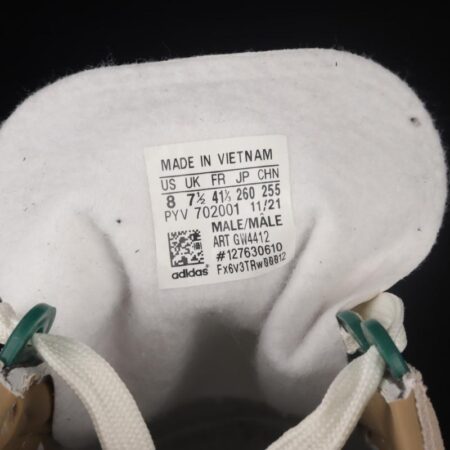 MADE IN VIETNAM
US UK FR JP CHN
8 7½ 41⅓ 260 255
PYV 702001 11/21
MALE/MÂLE
ART GW4412
#127630610
adidas Fx6V3TRw00812